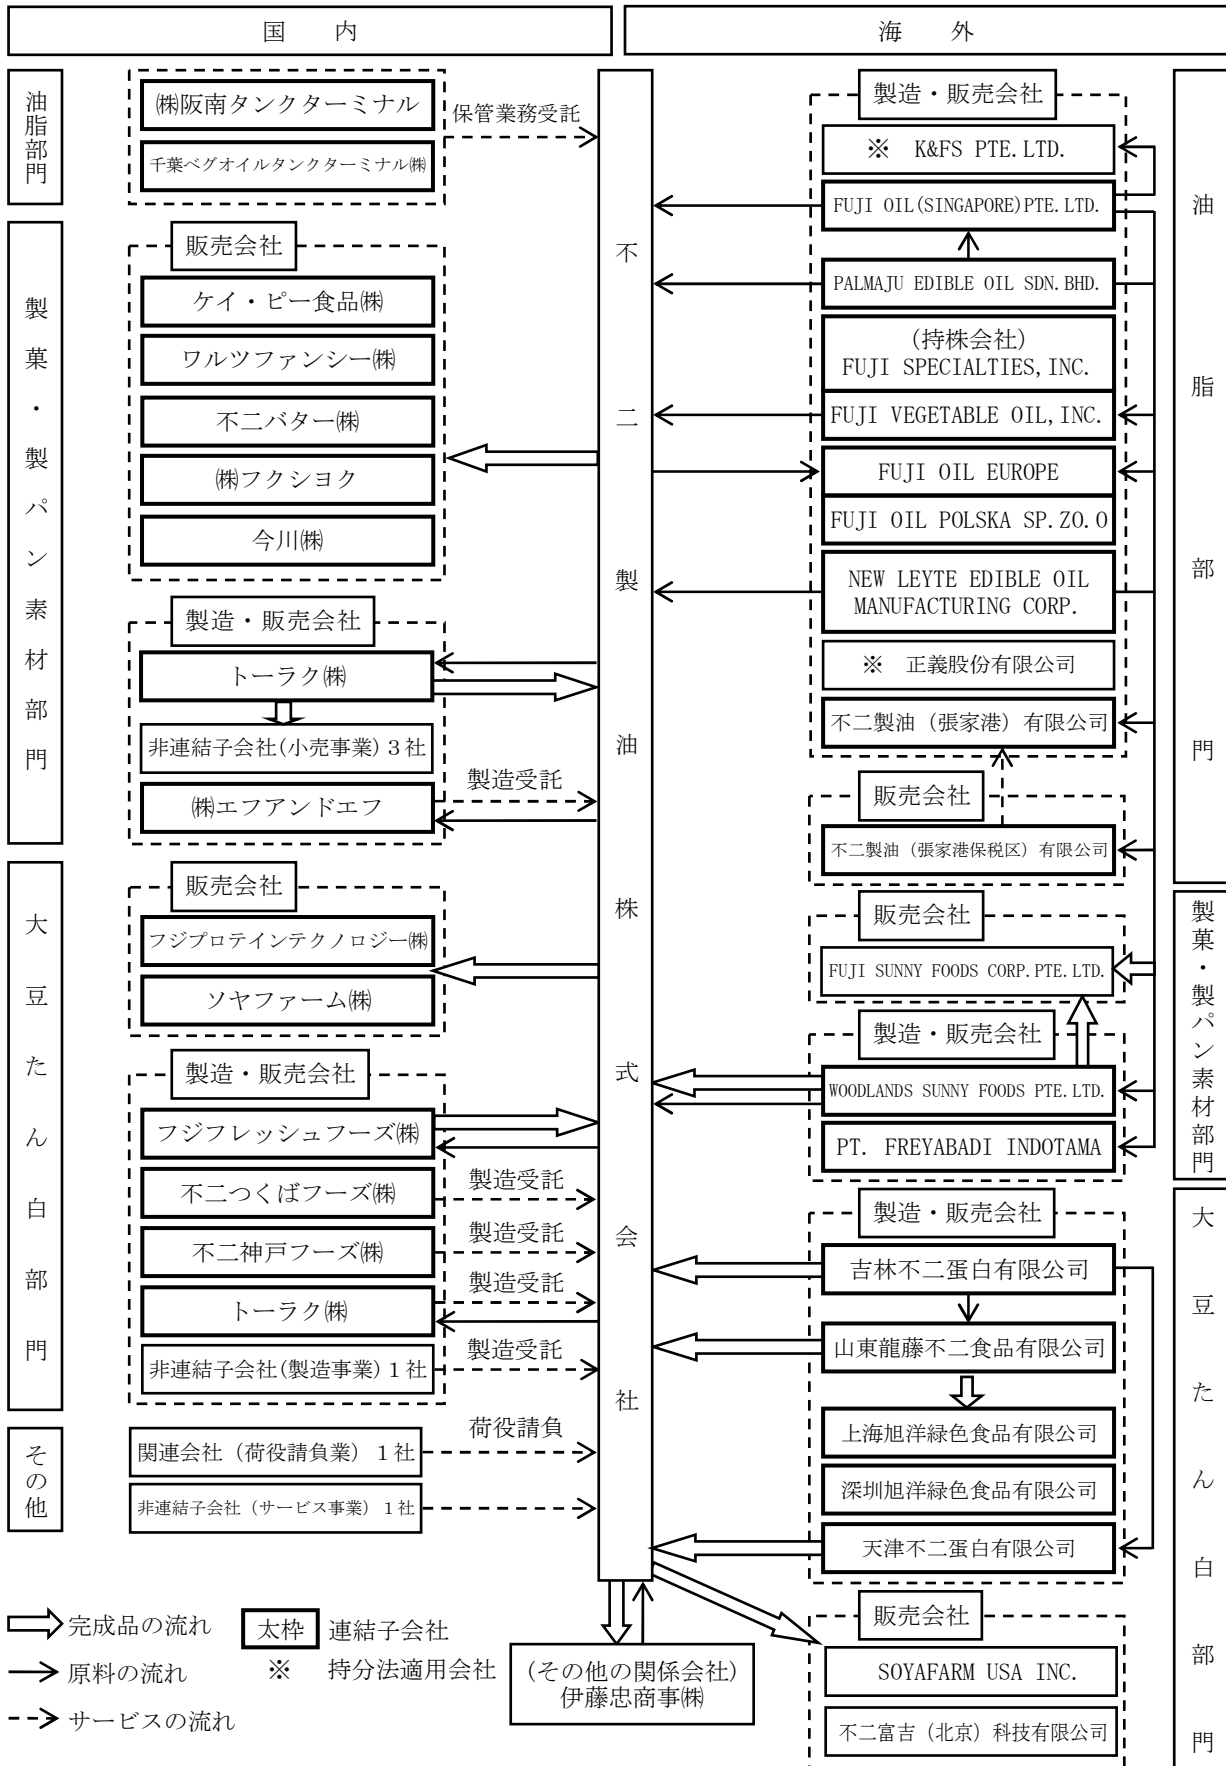 国　内
海　外
油脂部門
㈱阪南タンクターミナル
千葉ベグオイルタンクターミナル㈱
保管業務受託
製菓・製パン素材部門
販売会社
ケイ・ピー食品㈱
ワルツファンシー㈱
不二バター㈱
㈱フクシヨク
今川㈱
製造・販売会社
トーラク㈱
非連結子会社(小売事業)３社
㈱エフアンドエフ
製造受託
大豆たん白部門
販売会社
フジプロテインテクノロジー㈱
ソヤファーム㈱
製造・販売会社
フジフレッシュフーズ㈱
不二つくばフーズ㈱
製造受託
不二神戸フーズ㈱
製造受託
トーラク㈱
製造受託
非連結子会社(製造事業)１社
製造受託
その他
関連会社（荷役請負業）１社
荷役請負
非連結子会社（サービス事業）１社
不二製油株式会社
油脂部門
製造・販売会社
※　K&FS PTE.LTD.
FUJI OIL(SINGAPORE)PTE.LTD.
PALMAJU EDIBLE OIL SDN.BHD.
(持株会社)
FUJI SPECIALTIES,INC.
FUJI VEGETABLE OIL,INC.
FUJI OIL EUROPE
FUJI OIL POLSKA SP.ZO.O
NEW LEYTE EDIBLE OIL
MANUFACTURING CORP.
※　正義股份有限公司
不二製油（張家港）有限公司
販売会社
不二製油（張家港保税区）有限公司
製菓・製パン素材部門
販売会社
FUJI SUNNY FOODS CORP.PTE.LTD.
製造・販売会社
WOODLANDS SUNNY FOODS PTE.LTD.
PT. FREYABADI INDOTAMA
大豆たん白部門
製造・販売会社
吉林不二蛋白有限公司
山東龍藤不二食品有限公司
上海旭洋緑色食品有限公司
深圳旭洋緑色食品有限公司
天津不二蛋白有限公司
販売会社
SOYAFARM USA INC.
不二富吉（北京）科技有限公司
(その他の関係会社)
伊藤忠商事㈱
完成品の流れ
原料の流れ
サービスの流れ
太枠　連結子会社
※　持分法適用会社